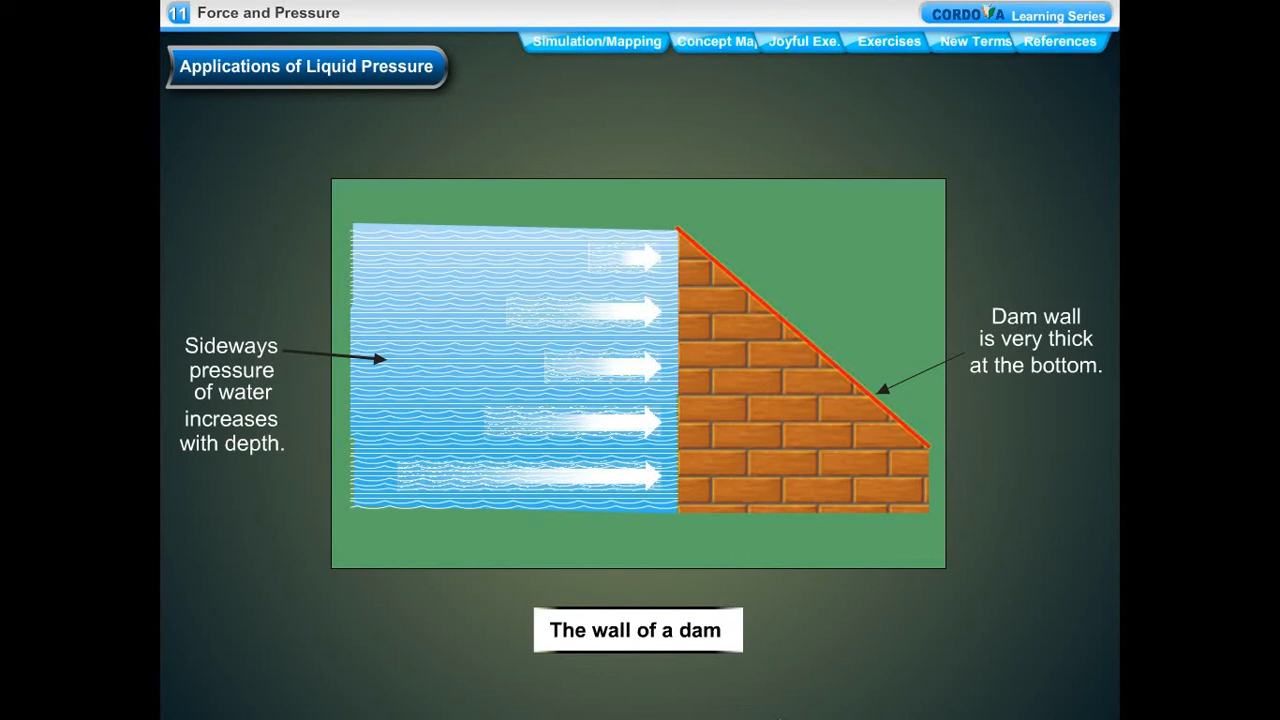 11 Force and Pressure
CORDOVA Learning Series
Simulation/Mapping Concept Ma Joyful Exe. Exercises New Terms References
Applications of Liquid Pressure
Sideways
pressure
of water
increases
with depth.
Dam wall
is very thick
at the bottom.
The wall of a dam